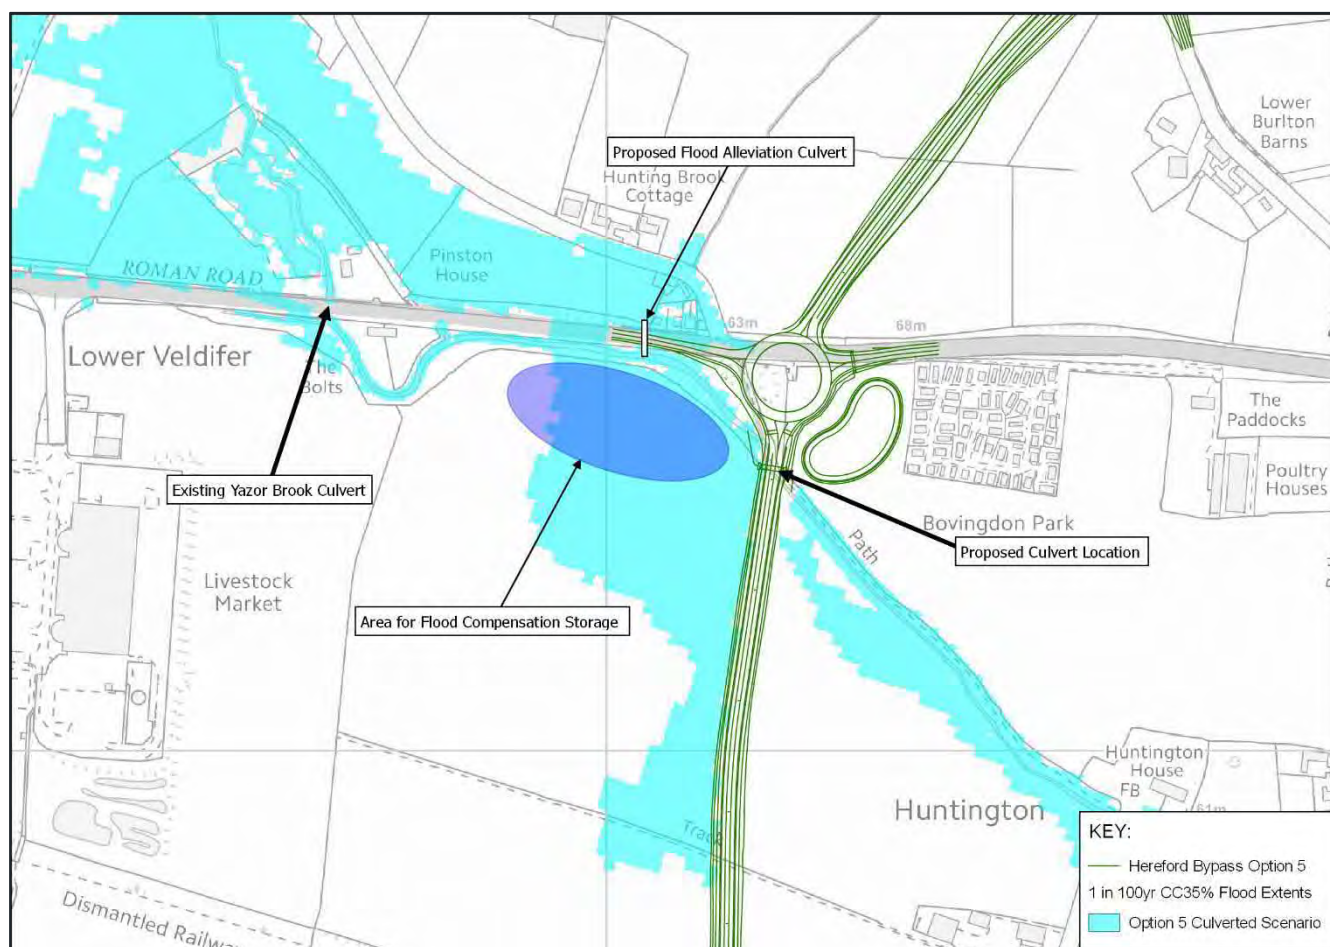 Lower
Burlton
Barns
Proposed Flood Alleviation Culvert
Hunting Brook
Cottage
Pinston
House
ROMAN ROAD
63m
68m
Lower Veldifer
The
Bolts
The
Paddocks
Existing Yazor Brook Culvert
Poultry
Houses
Bovingdon Park
Path
Proposed Culvert Location
Livestock
Market
Area for Flood Compensation Storage
Huntington
House
FB
61m
Huntington
Track
Dismantled Railway
KEY:
Hereford Bypass Option 5
1 in 100yr CC35% Flood Extents
Option 5 Culverted Scenario